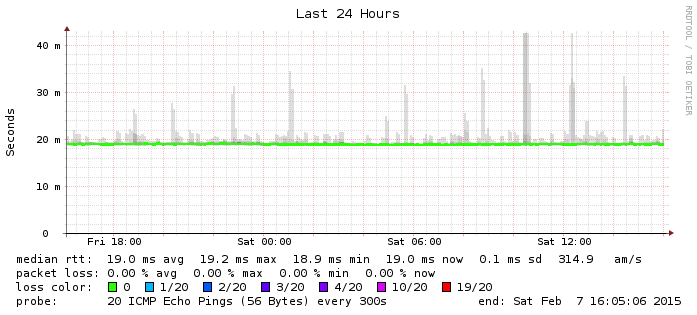 Last 24 Hours
RRDTOOL / TOBI OETIKER
Seconds
40 m
30 m
20 m
10 m
0
Fri 18:00 Sat 00:00 Sat 06:00 Sat 12:00
median rtt: 19.0 ms avg 19.2 ms max 18.9 ms min 19.0 ms now 0.1 ms sd 314.9 am/s
packet loss: 0.00 % avg 0.00 % max 0.00 % min 0.00 % now
loss color: 0 1/20 2/20 3/20 4/20 10/20 19/20
probe: 20 ICMP Echo Pings (56 Bytes) every 300s end: Sat Feb 7 16:05:06 2015